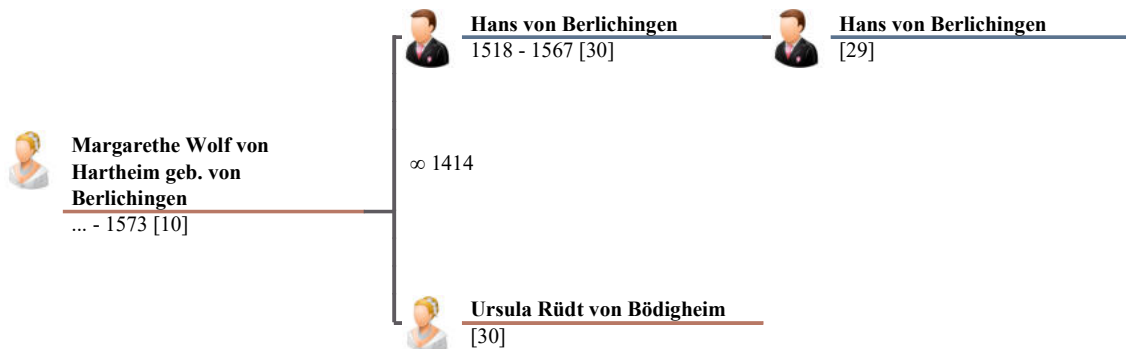 Hans von Berlichingen
1518 - 1567 [30]
Hans von Berlichingen
[29]
Margarethe Wolf von
Hartheim geb. von
Berlichingen
... - 1573 [10]
∞ 1414
Ursula Rüdt von Bödigheim
[30]